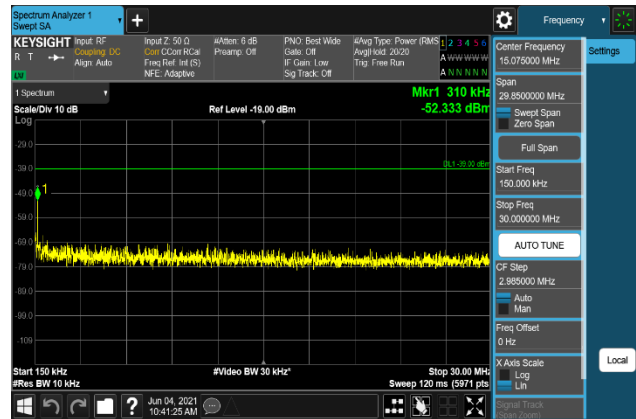 Spectrum Analyzer 1
Swept SA
+
Frequency
KEYSIGHT
R T
LW
Input: RF
Coupling: DC
Align: Auto
Input Z: 50 Ω
Corr CCorr RCal
Freq Ref: Int (S)
NFE: Adaptive
#Atten: 6 dB
Preamp: Off
PNO: Best Wide
Gate: Off
IF Gain: Low
Sig Track: Off
#Avg Type: Power (RMS
Avg|Hold: 20/20
Trig: Free Run
1 2 3 4 5 6
A W W W W W
A N N N N N
1 Spectrum
Scale/Div 10 dB
Log
Ref Level -19.00 dBm
Mkr1 310 kHz
-52.333 dBm
-29.0
-39.0
-49.0
-59.0
-69.0
-79.0
-89.0
-99.0
-109
DL1 -39.00 dBm
1
Start 150 kHz
#Res BW 10 kHz
#Video BW 30 kHz*
Stop 30.00 MHz
Sweep 120 ms (5971 pts
Jun 04, 2021
10:41:25 AM
?
Center Frequency
15.075000 MHz
Span
29.8500000 MHz
Swept Span
Zero Span
Full Span
Start Freq
150.000 kHz
Stop Freq
30.000000 MHz
AUTO TUNE
CF Step
2.985000 MHz
Auto
Man
Freq Offset
0 Hz
X Axis Scale
Log
Lin
Signal Track
(Span Zoom)
Settings
Local